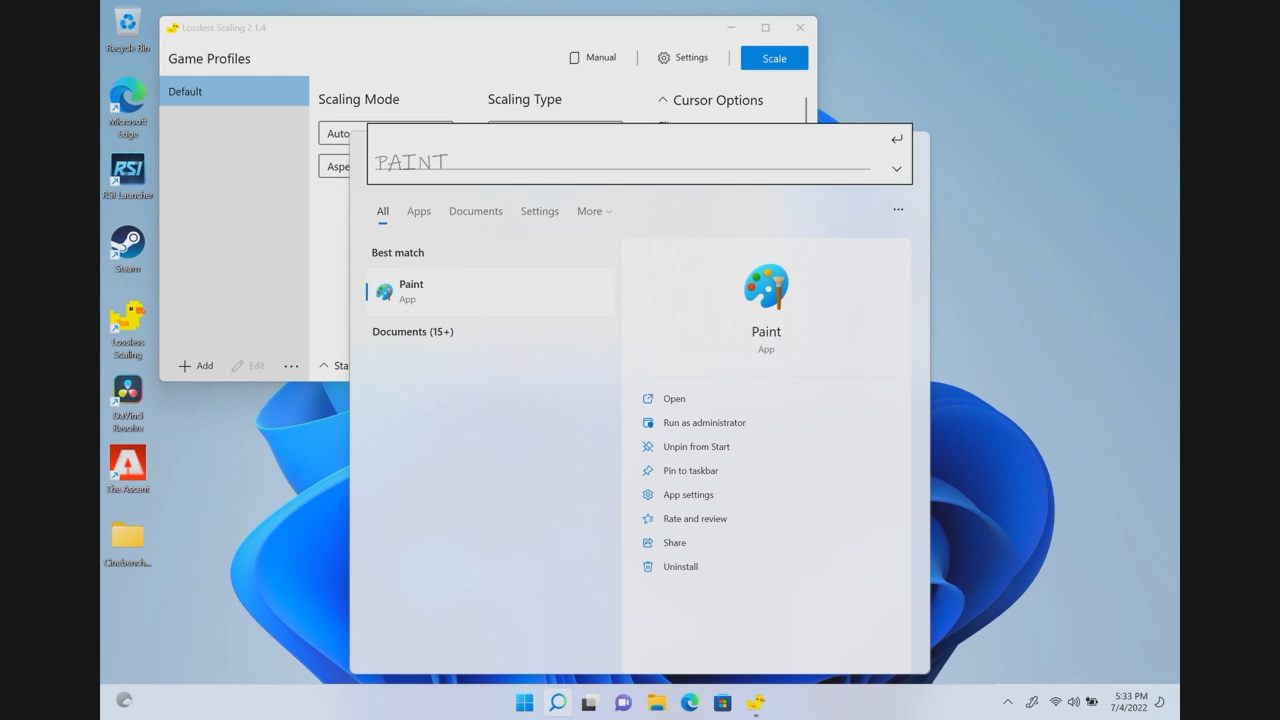 Recycle Bin
Microsoft
Edge
RSI
RSI Launcher
Steam
Lossless
Scaling
DaVinci
Resolve
The Ascent
Cinebench...
Lossless Scaling 2.1.4
Game Profiles
Manual
Settings
Scale
Default
Scaling Mode
Scaling Type
Cursor Options
Auto
Aspe
Add
Edit
Sta
PAINT
All
Apps
Documents
Settings
More
Best match
Paint
App
Documents (15+)
Paint
App
Open
Run as administrator
Unpin from Start
Pin to taskbar
App settings
Rate and review
Share
Uninstall
5:33 PM
7/4/2022